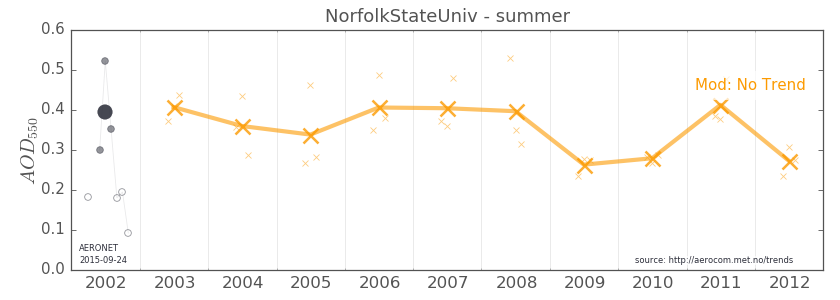 NorfolkStateUniv - summer
0.6
0.5
0.4
0.3
0.2
0.1
0.0
AOD550
Mod: No Trend
AERONET
2015-09-24
source: http://aerocom.met.no/trends
2002 2003 2004 2005 2006 2007 2008 2009 2010 2011 2012